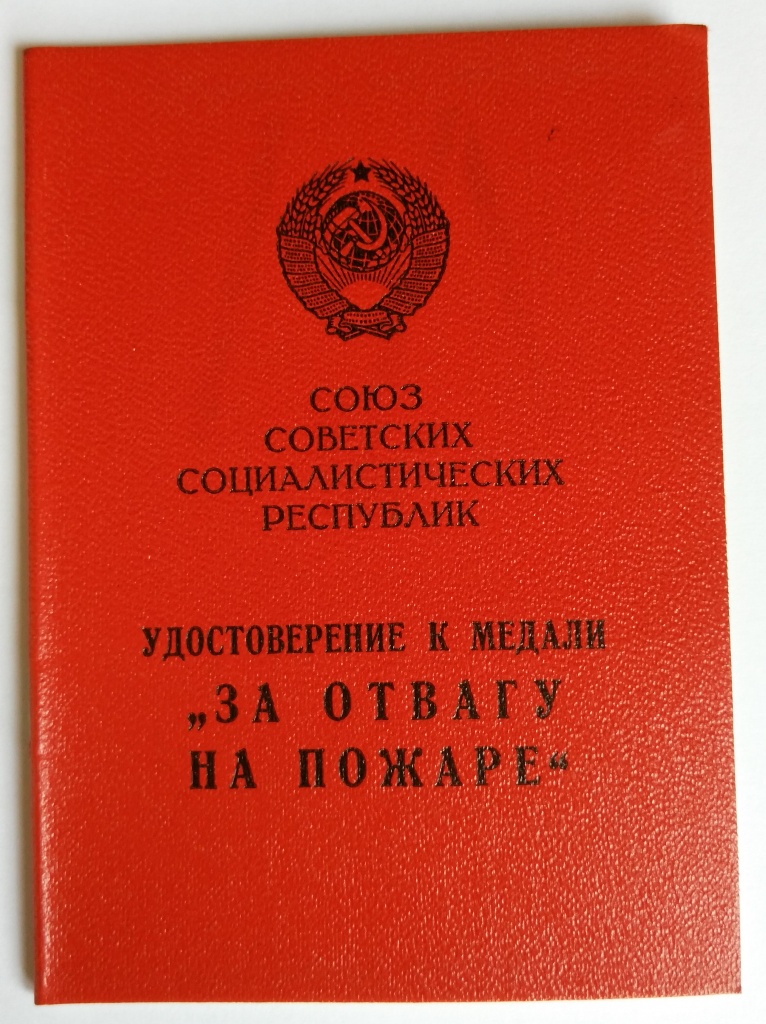 СОЮЗ
СОВЕТСКИХ
СОЦИАЛИСТИЧЕСКИХ
РЕСПУБЛИК
УДОСТОВЕРЕНИЕ К МЕДАЛИ
„ЗА ОТВАГУ
НА ПОЖАРЕ“